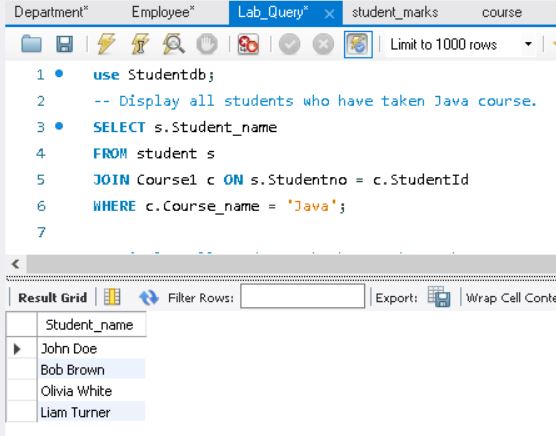 Department* Employee* Lab_Query* × student_marks course
Limit to 1000 rows
1 use Studentdb;
2 -- Display all students who have taken Java course.
3 SELECT s.Student_name
4 FROM student s
5 JOIN Course1 c ON s.Studentno = c.StudentId
6 WHERE c.Course_name = 'Java';
7
Result Grid Filter Rows: Export: Wrap Cell Conte
Student_name
John Doe
Bob Brown
Olivia White
Liam Turner